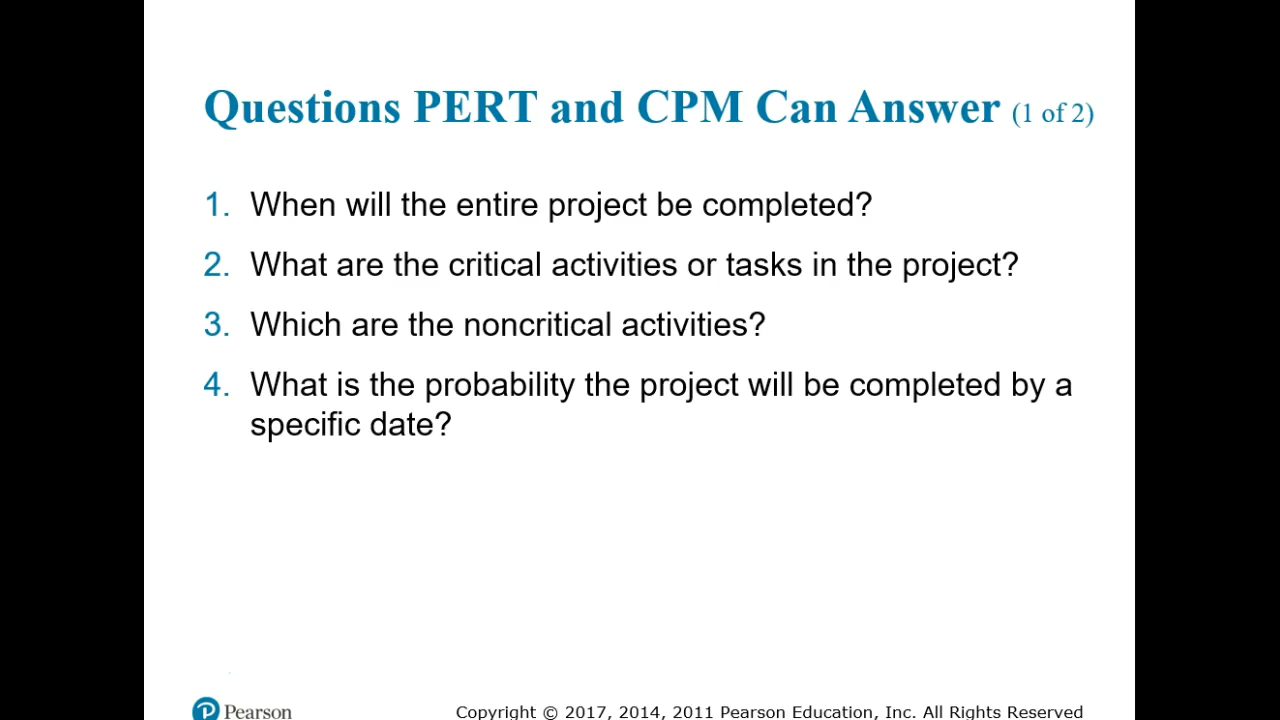 Questions PERT and CPM Can Answer (1 of 2)
1. When will the entire project be completed?
2. What are the critical activities or tasks in the project?
3. Which are the noncritical activities?
4. What is the probability the project will be completed by a
specific date?
Pearson
Copyright © 2017, 2014, 2011 Pearson Education, Inc. All Rights Reserved